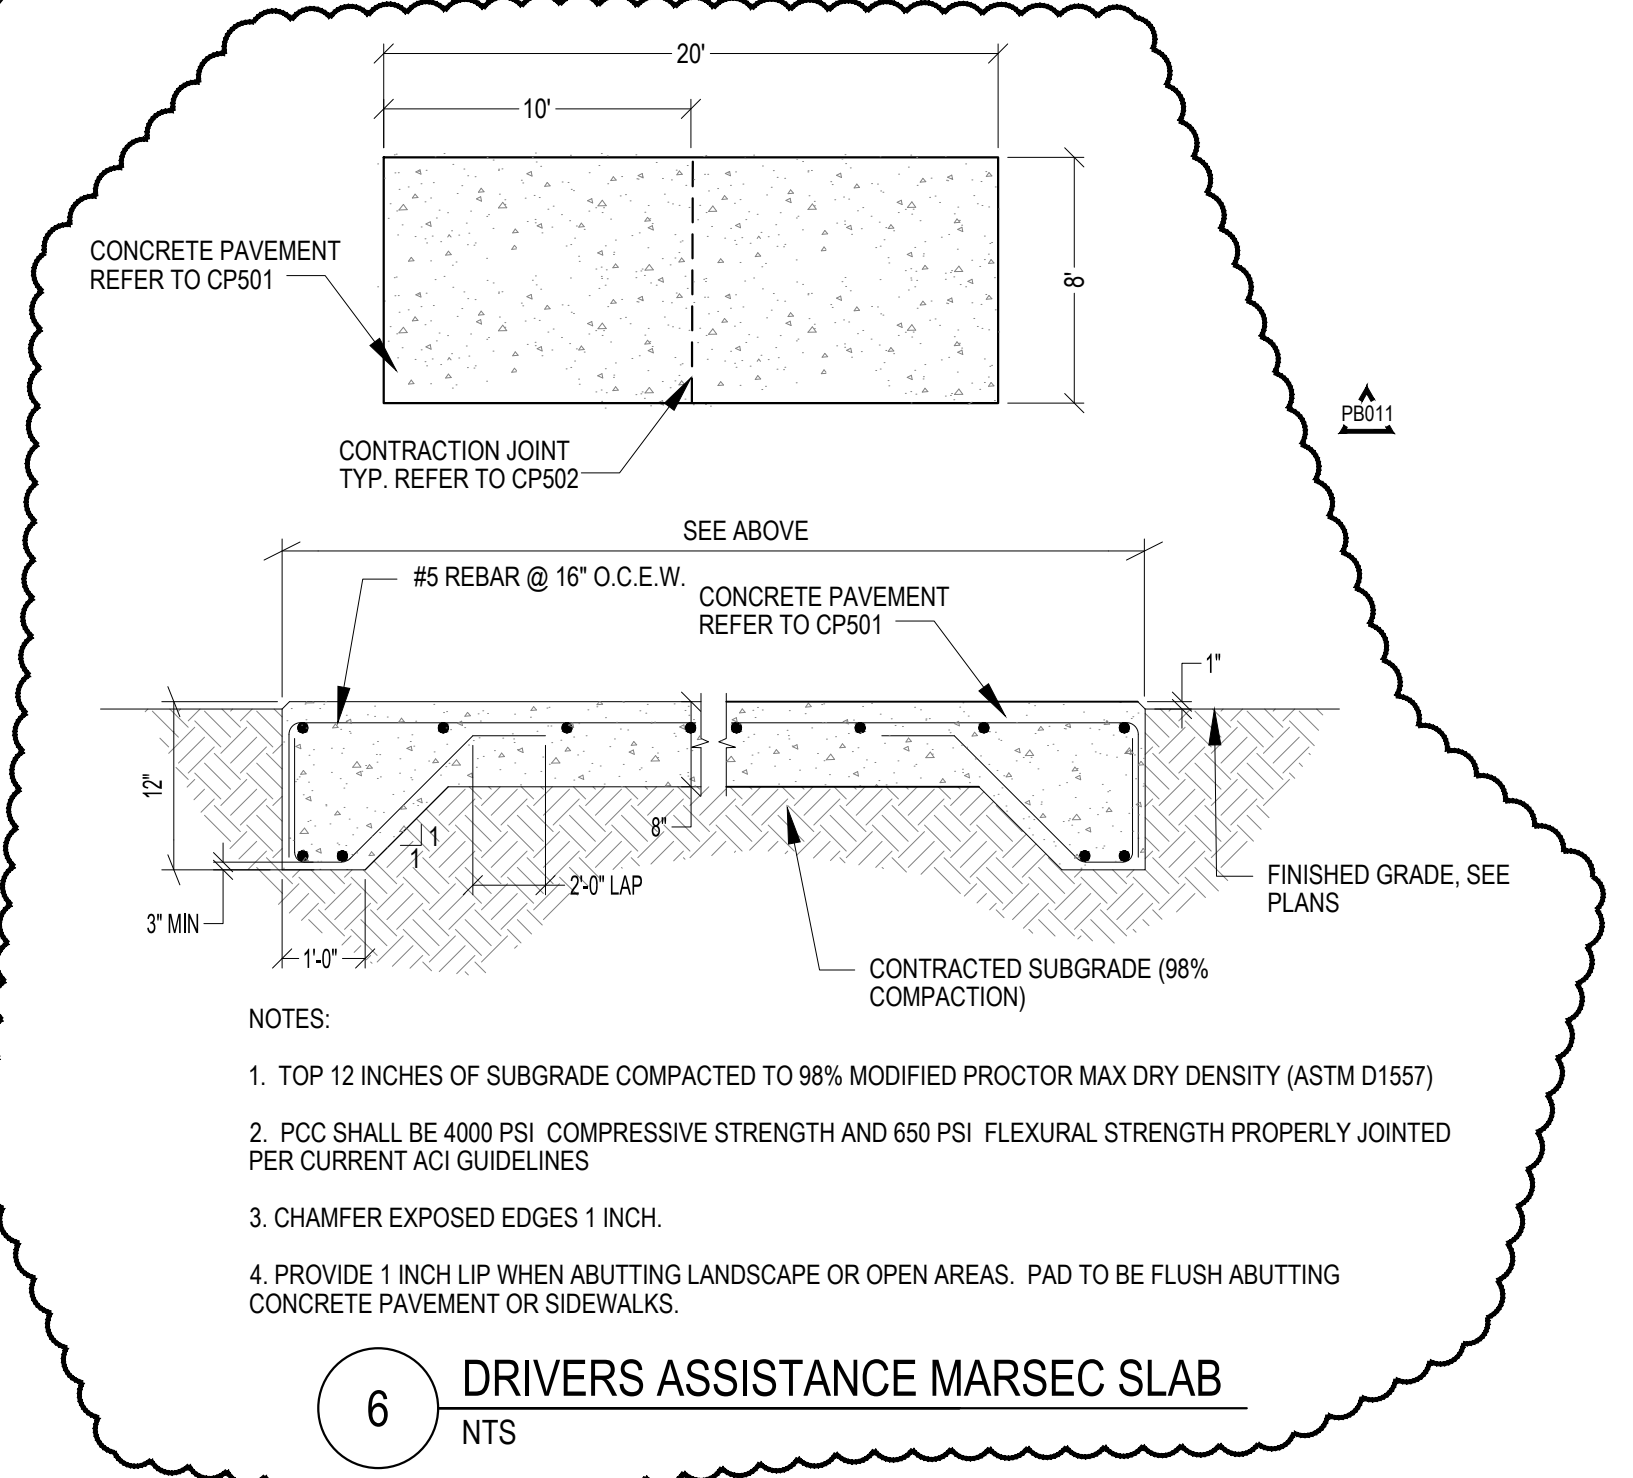 20'
10'
CONCRETE PAVEMENT
REFER TO CP501
8'
PB011
CONTRACTION JOINT
TYP. REFER TO CP502
SEE ABOVE
#5 REBAR @ 16" O.C.E.W.
CONCRETE PAVEMENT
REFER TO CP501
1"
12"
8"
1
1
2'-0" LAP
3" MIN
1'-0"
FINISHED GRADE, SEE
PLANS
CONTRACTED SUBGRADE (98%
COMPACTION)
NOTES:
1. TOP 12 INCHES OF SUBGRADE COMPACTED TO 98% MODIFIED PROCTOR MAX DRY DENSITY (ASTM D1557)
2. PCC SHALL BE 4000 PSI COMPRESSIVE STRENGTH AND 650 PSI FLEXURAL STRENGTH PROPERLY JOINTED
PER CURRENT ACI GUIDELINES
3. CHAMFER EXPOSED EDGES 1 INCH.
4. PROVIDE 1 INCH LIP WHEN ABUTTING LANDSCAPE OR OPEN AREAS. PAD TO BE FLUSH ABUTTING
CONCRETE PAVEMENT OR SIDEWALKS.
6
DRIVERS ASSISTANCE MARSEC SLAB
NTS